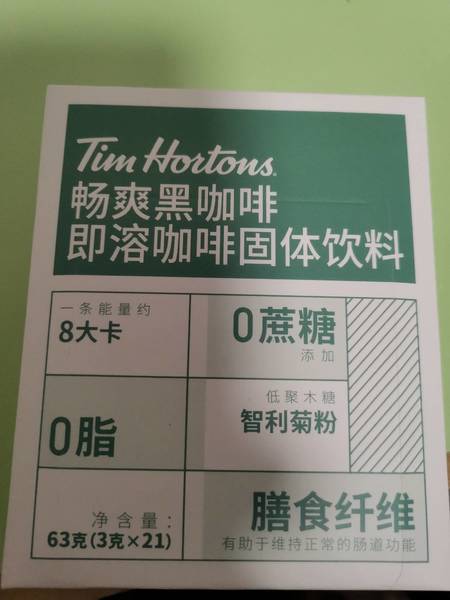 Tim Hortons.
畅爽黑咖啡
即溶咖啡固体饮料
一条能量约
8大卡
0蔗糖
添加
0脂
低聚木糖
智利菊粉
净含量:
63克(3克×21)
膳食纤维
有助于维持正常的肠道功能